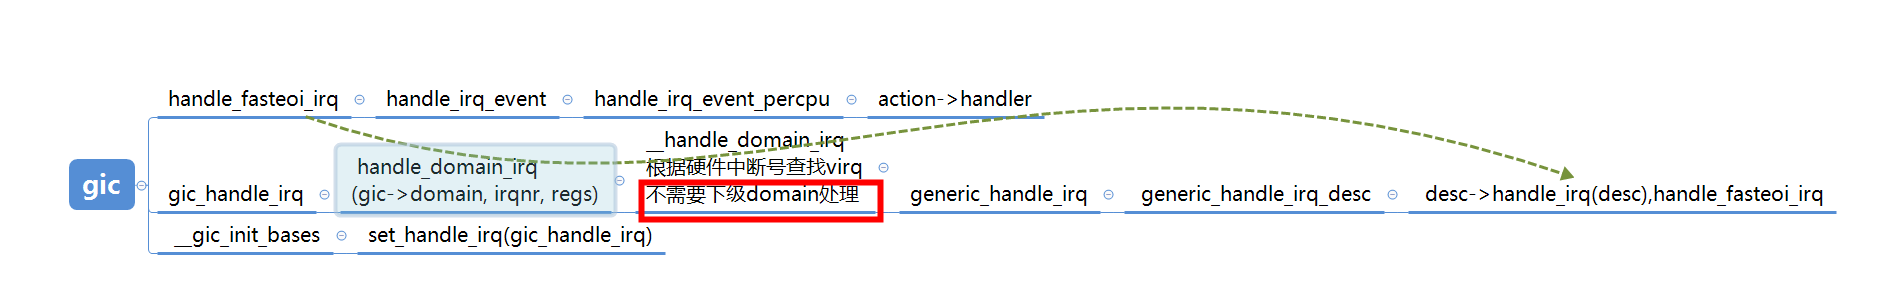 gic
handle_fasteoi_irq
handle_irq_event
handle_irq_event_percpu
action->handler
gic_handle_irq
handle_domain_irq
(gic->domain, irqnr, regs)
__handle_domain_irq
根据硬件中断号查找virq
不需要下级domain处理
generic_handle_irq
generic_handle_irq_desc
desc->handle_irq(desc),handle_fasteoi_irq
__gic_init_bases
set_handle_irq(gic_handle_irq)